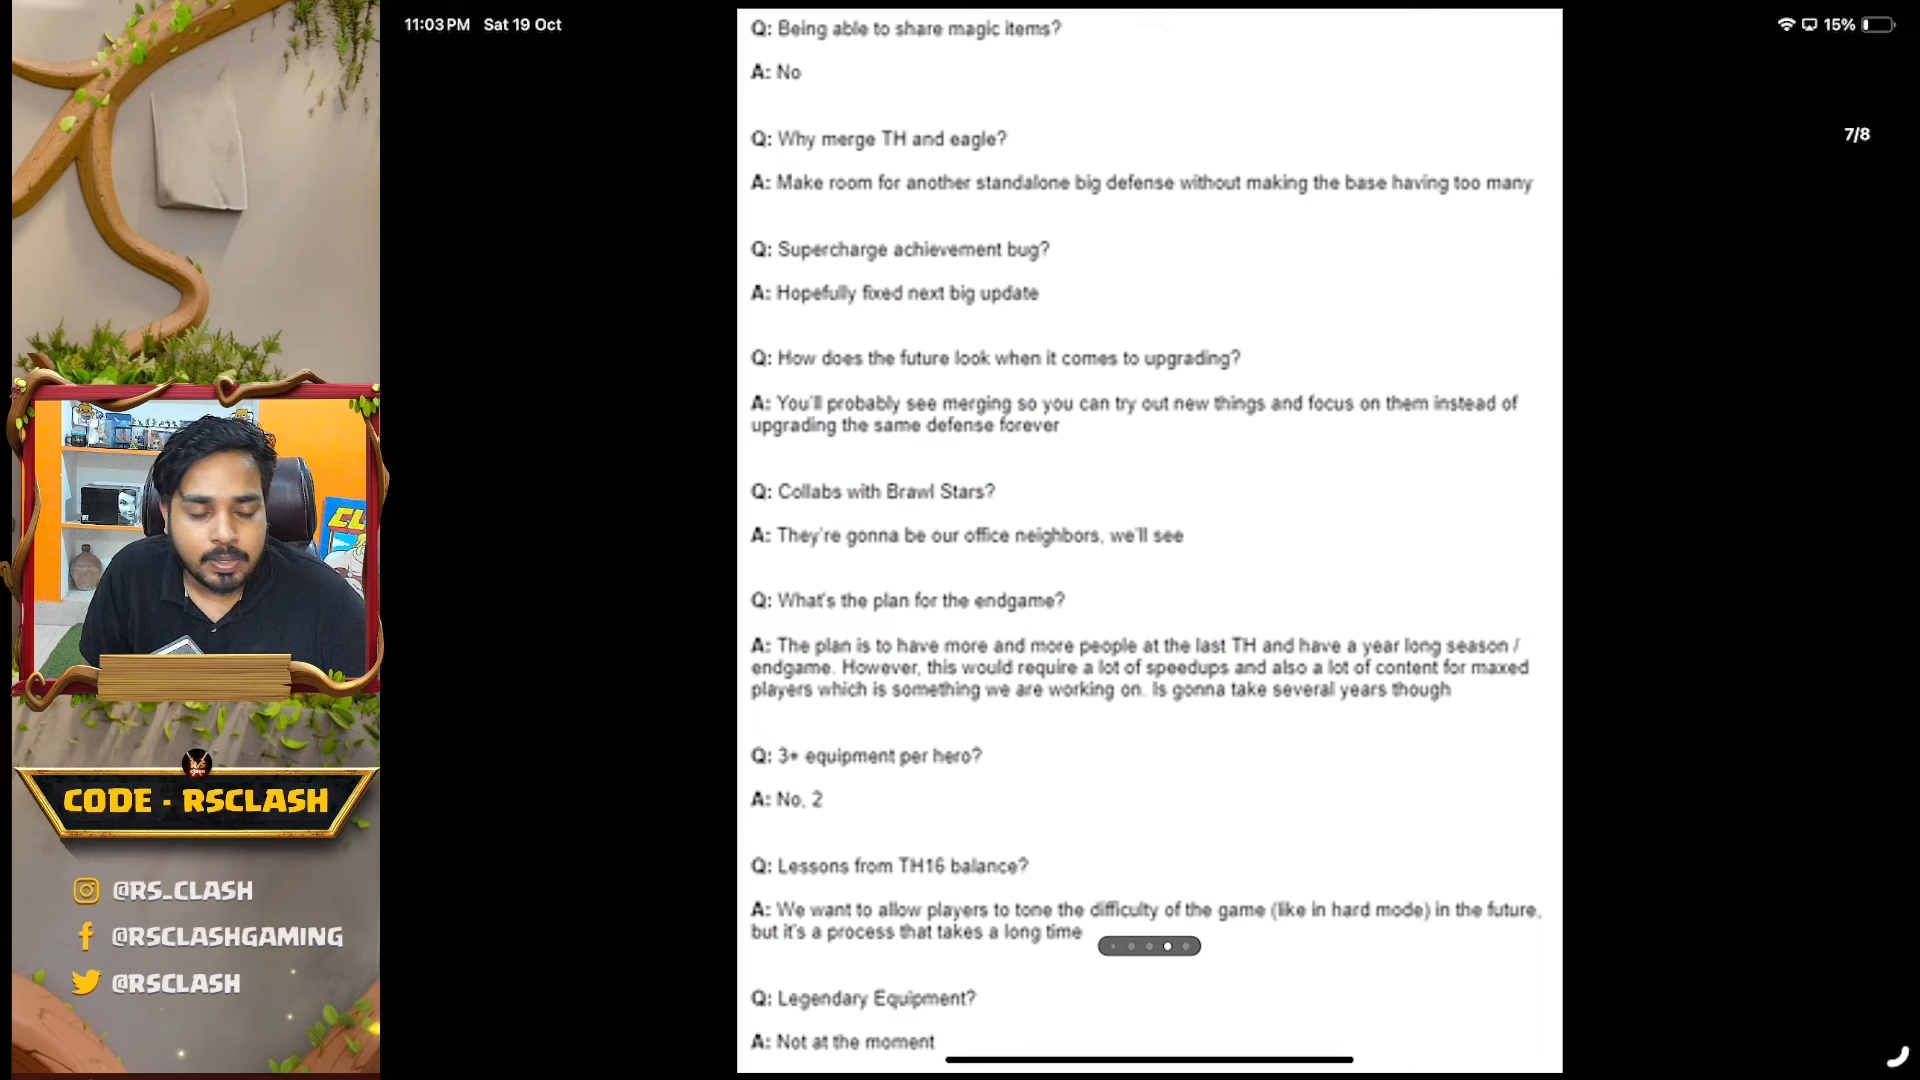 11:03 PM Sat 19 Oct
15%
7/8
Q: Being able to share magic items?
A: No
Q: Why merge TH and eagle?
A: Make room for another standalone big defense without making the base having too many
Q: Supercharge achievement bug?
A: Hopefully fixed next big update
Q: How does the future look when it comes to upgrading?
A: You'll probably see merging so you can try out new things and focus on them instead of
upgrading the same defense forever
Q: Collabs with Brawl Stars?
A: They're gonna be our office neighbors, we'll see
Q: What's the plan for the endgame?
A: The plan is to have more and more people at the last TH and have a year long season /
endgame. However, this would require a lot of speedups and also a lot of content for maxed
players which is something we are working on. Is gonna take several years though
Q: 3+ equipment per hero?
A: No, 2
Q: Lessons from TH16 balance?
A: We want to allow players to tone the difficulty of the game (like in hard mode) in the future,
but it's a process that takes a long time
Q: Legendary Equipment?
A: Not at the moment
CL
CODE - RSCLASH
@RS_CLASH
@RSCLASHGAMING
@RSCLASH